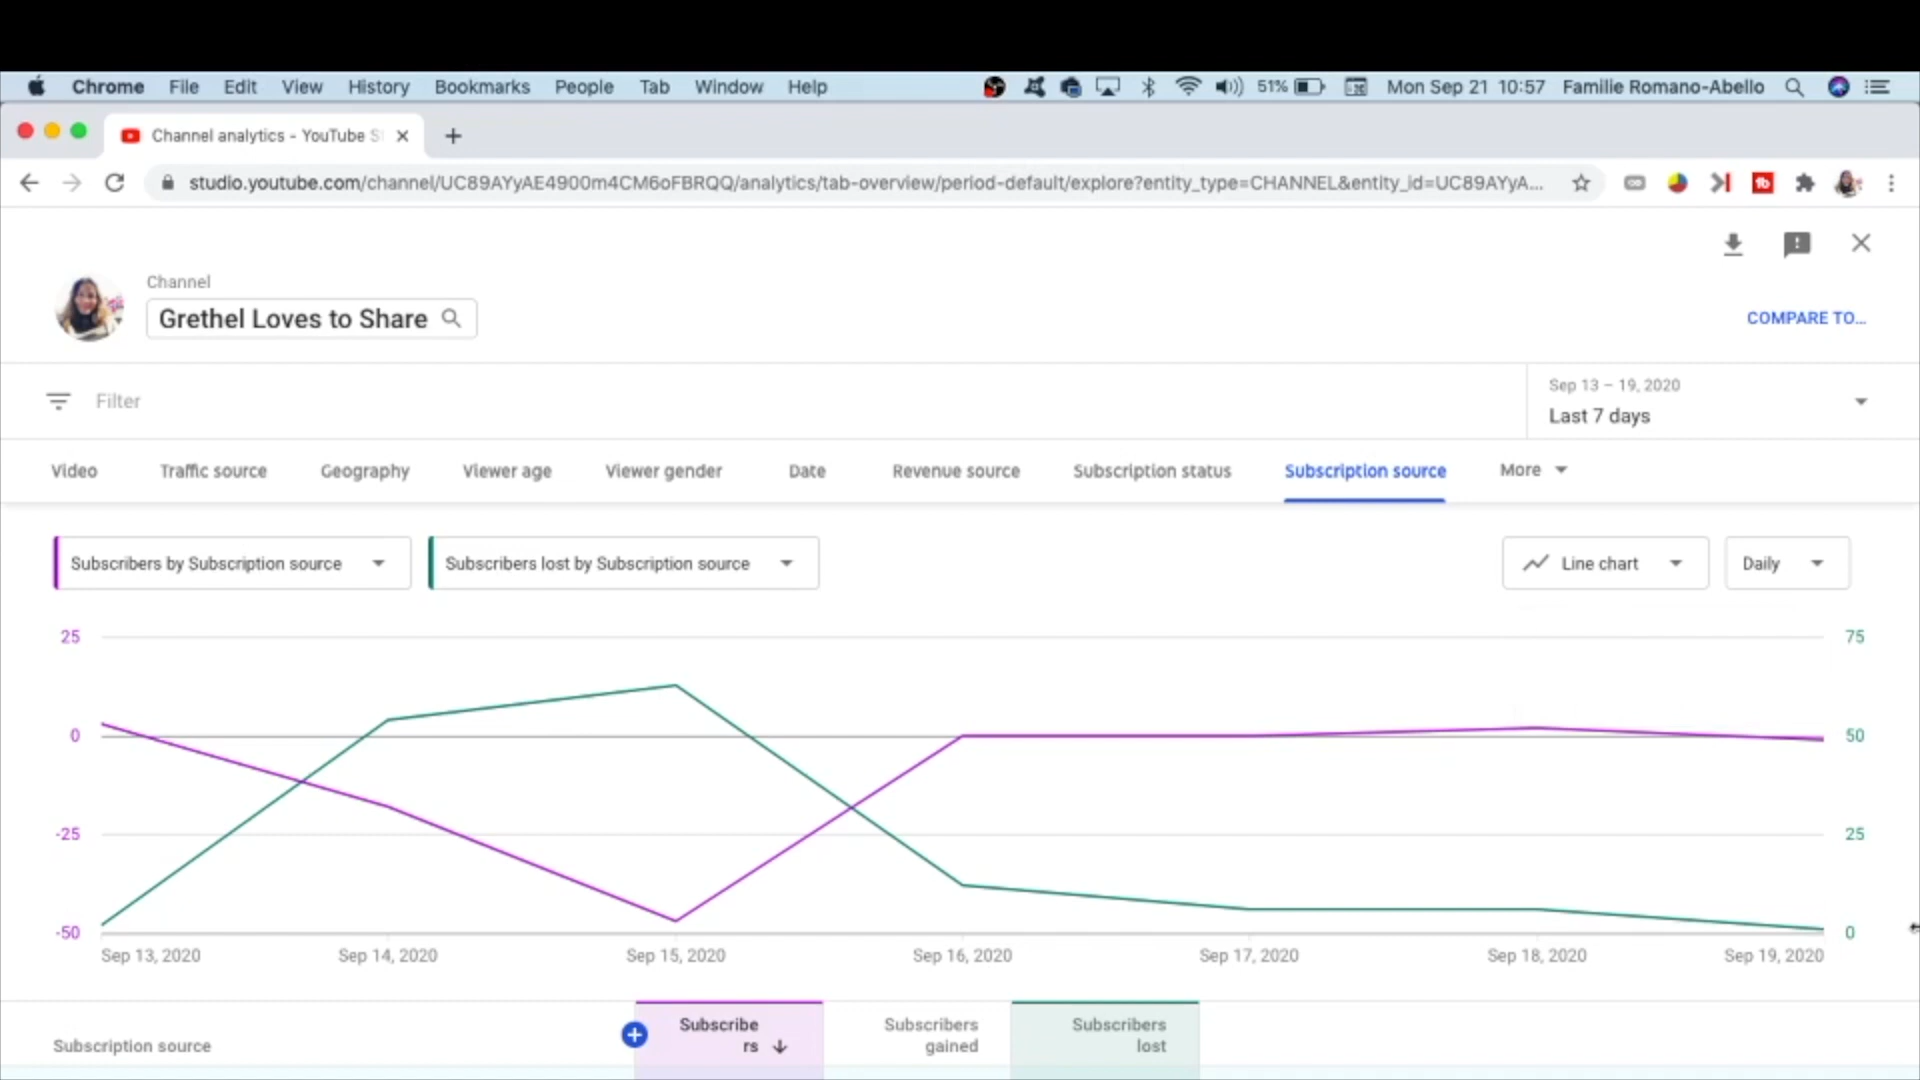 Chrome File Edit View History Bookmarks People Tab Window Help 51% Mon Sep 21 10:57 Familie Romano-Abello
Channel analytics - YouTube S
studio.youtube.com/channel/UC89AYyAE4900m4CM6oFBRQQ/analytics/tab-overview/period-default/explore?entity_type=CHANNEL&entity_id=UC89AYyA...
Channel
Grethel Loves to Share
COMPARE TO...
Filter
Sep 13 – 19, 2020
Last 7 days
Video Traffic source Geography Viewer age Viewer gender Date Revenue source Subscription status Subscription source More
Subscribers by Subscription source Subscribers lost by Subscription source Line chart Daily
25 75
0 50
-25 25
-50 0
Sep 13, 2020 Sep 14, 2020 Sep 15, 2020 Sep 16, 2020 Sep 17, 2020 Sep 18, 2020 Sep 19, 2020
Subscribe Subscribers Subscribers
Subscription source rs gained lost